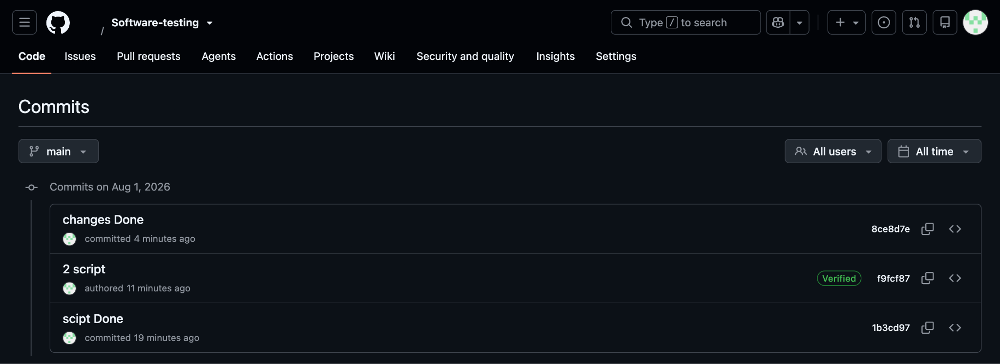 / Software-testing
Type / to search
Code Issues Pull requests Agents Actions Projects Wiki Security and quality Insights Settings
Commits
main All users All time
Commits on Aug 1, 2026
changes Done
committed 4 minutes ago
8ce8d7e
2 script
authored 11 minutes ago
Verified f9fcf87
scipt Done
committed 19 minutes ago
1b3cd97